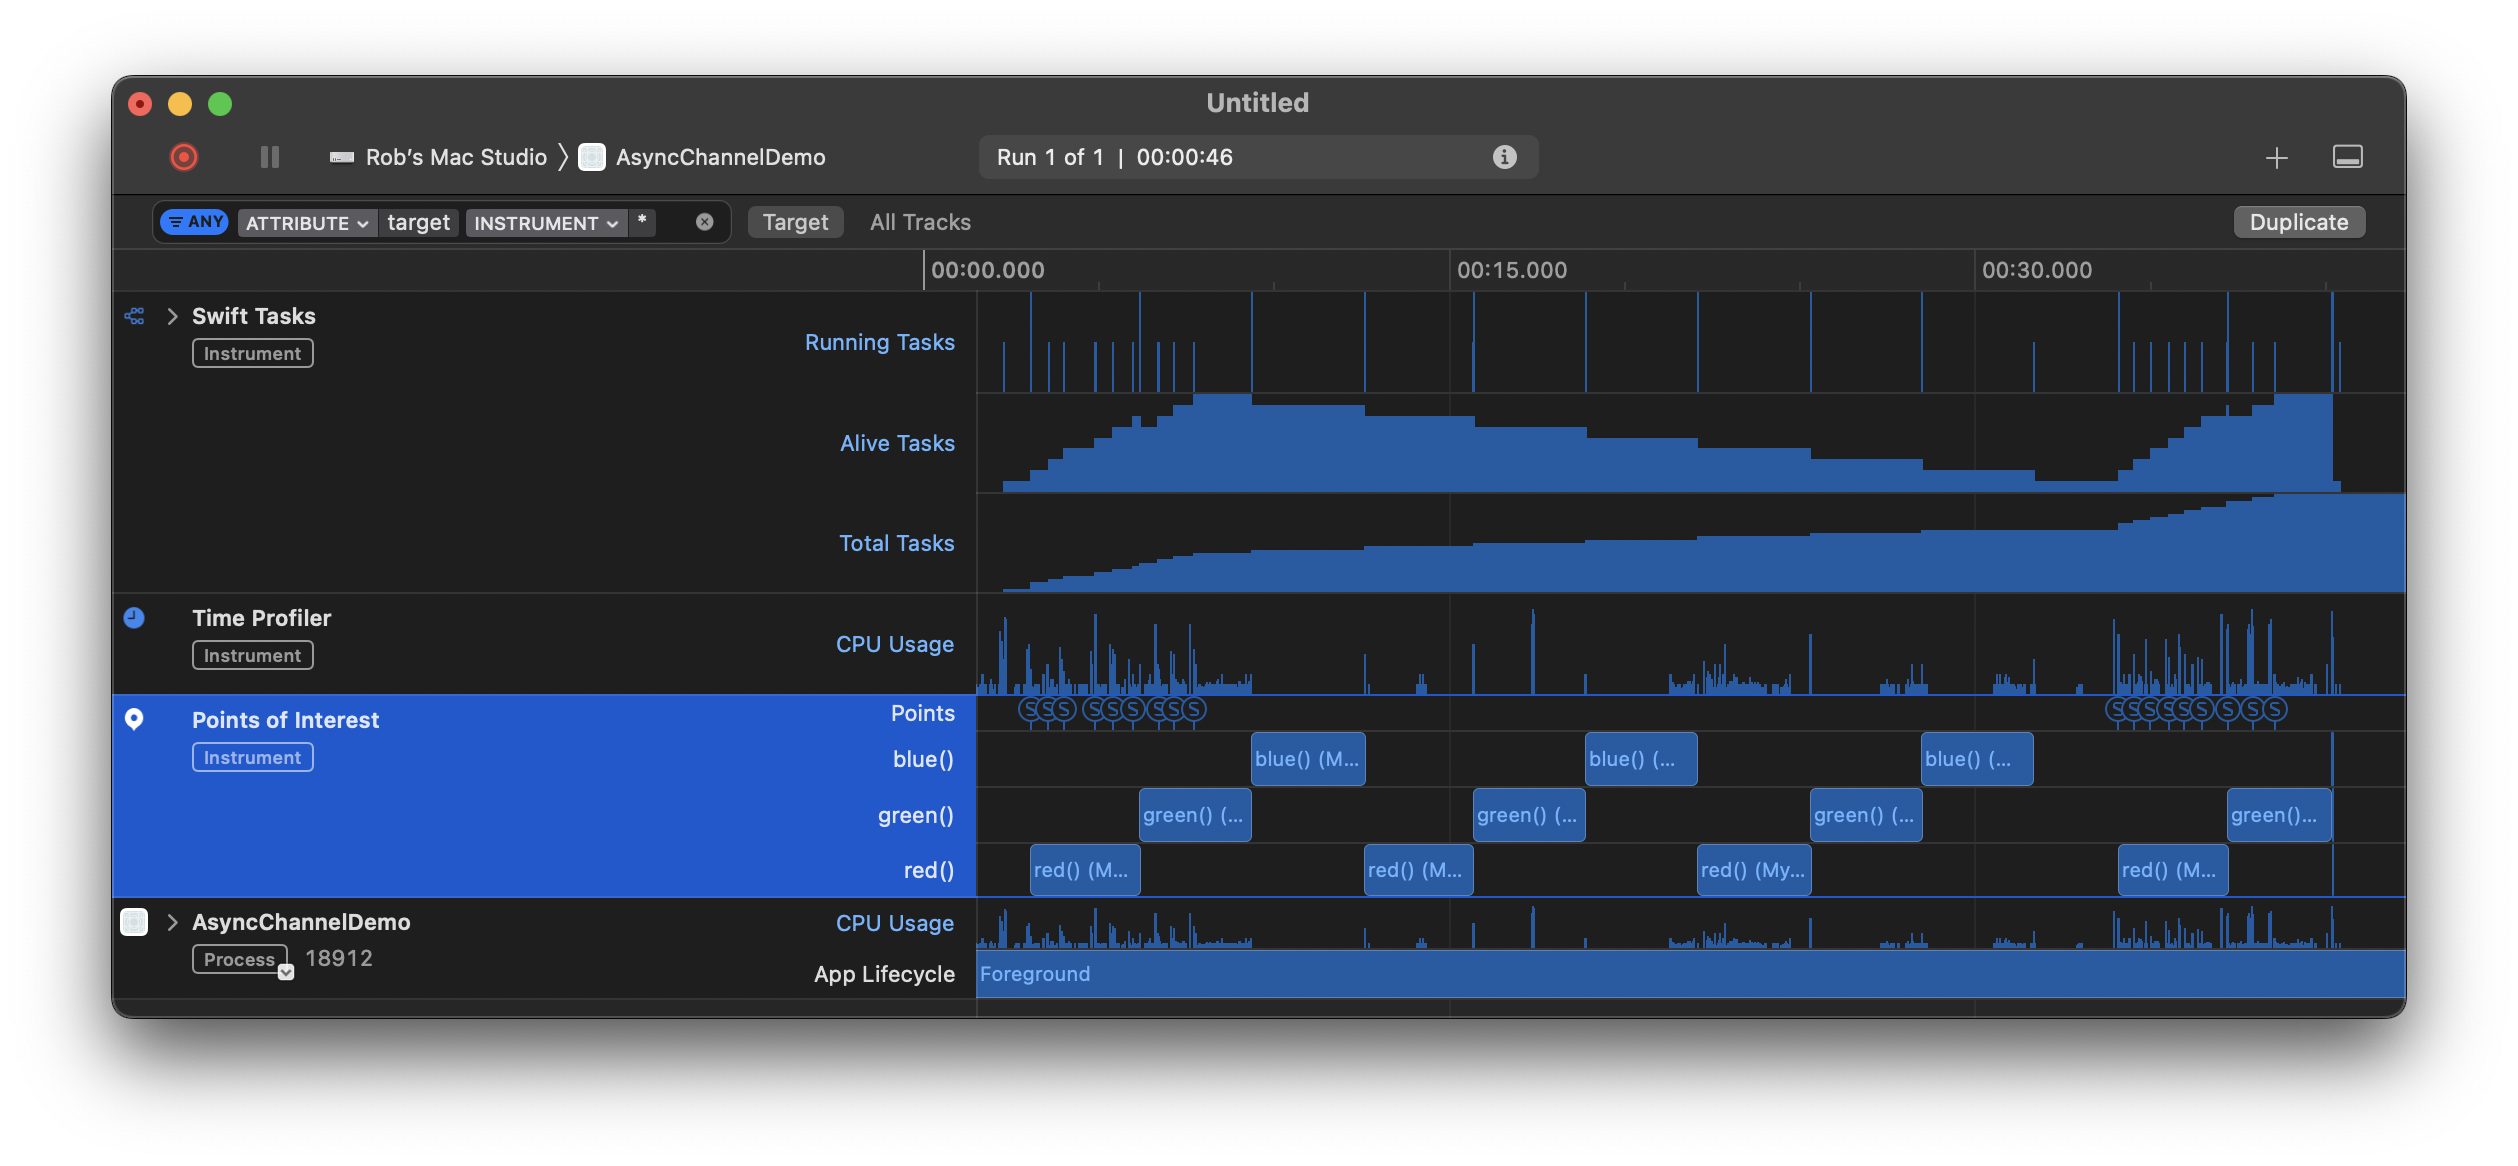 Untitled
Rob's Mac Studio 〉 AsyncChannelDemo
Run 1 of 1 | 00:00:46
ANY ATTRIBUTE target INSTRUMENT *
Target
All Tracks
Duplicate
00:00.000
00:15.000
00:30.000
Swift Tasks
Instrument
Running Tasks
Alive Tasks
Total Tasks
Time Profiler
Instrument
CPU Usage
Points of Interest
Instrument
Points
S S S S S S S S S S S S S S S S S S
blue()
blue() (M...
blue() (...
blue() (...
green()
green() (...
green() (...
green() (...
green()...
red()
red() (M...
red() (M...
red() (My...
red() (M...
AsyncChannelDemo
Process
18912
CPU Usage
App Lifecycle
Foreground